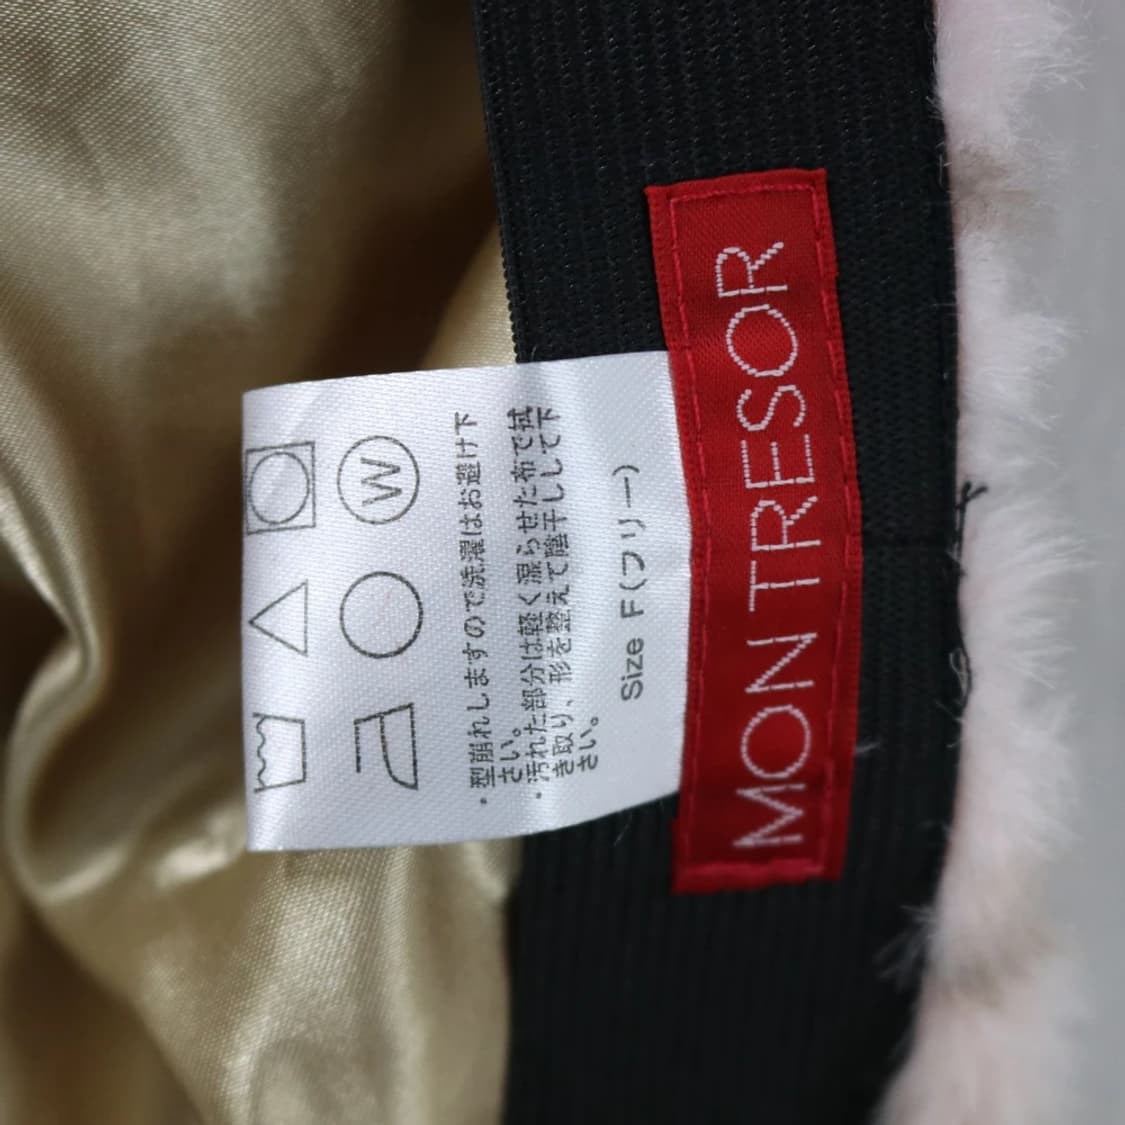 W
・型崩れしますので洗濯はお避け下
さい。
・汚れた部分は軽く湿らせた布で拭
き取り、形を整えて陰干しして下
さい。
Size F(フリー)
MON TRESOR